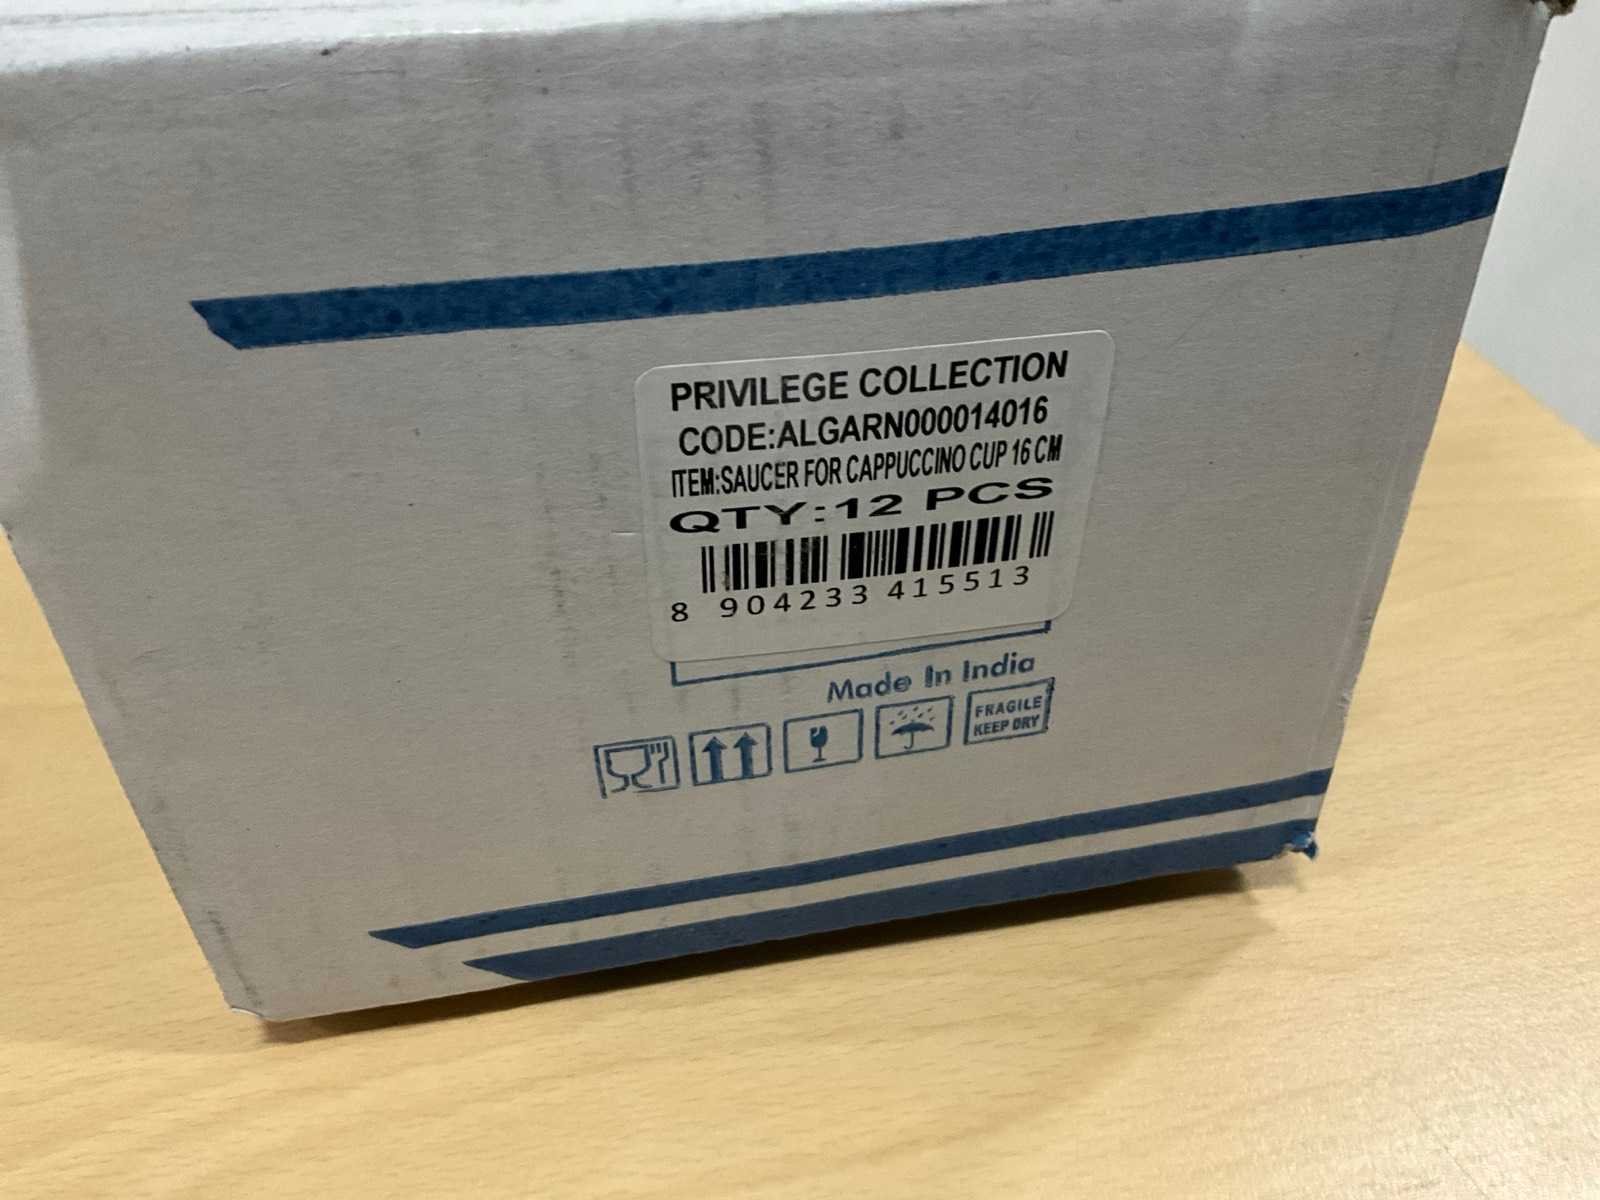 PRIVILEGE COLLECTION
CODE:ALGARN000014016
ITEM:SAUCER FOR CAPPUCCINO CUP 16 CM
QTY:12 PCS
8 904233 415513
Made In India
FRAGILE
KEEP DRY